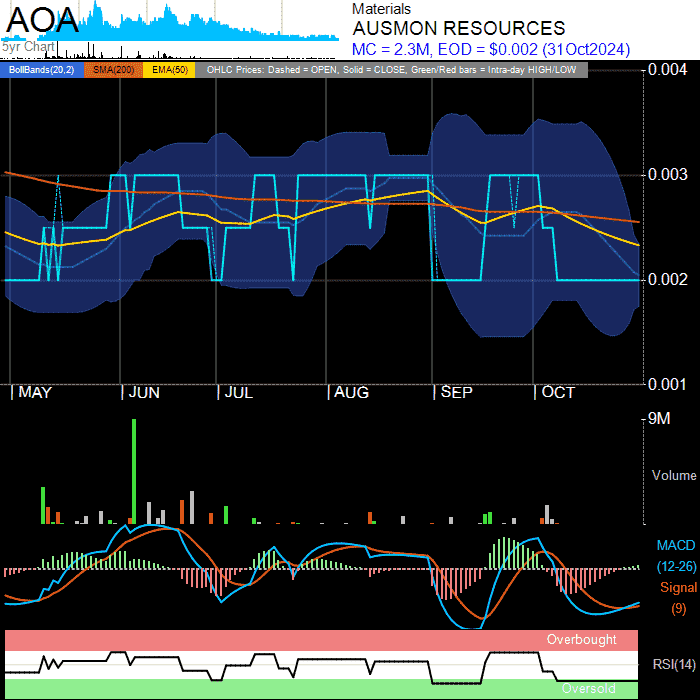 AOA
5yr Chart
Materials
AUSMON RESOURCES
MC = 2.3M, EOD = $0.002 (31Oct2024)
BollBands(20,2) SMA(200) EMA(50) OHLC Prices: Dashed = OPEN, Solid = CLOSE, Green/Red bars = Intra-day HIGH/LOW
0.004
0.003
0.002
0.001
MAY JUN JUL AUG SEP OCT
9M
Volume
MACD
(12-26)
Signal
(9)
Overbought
RSI(14)
Oversold